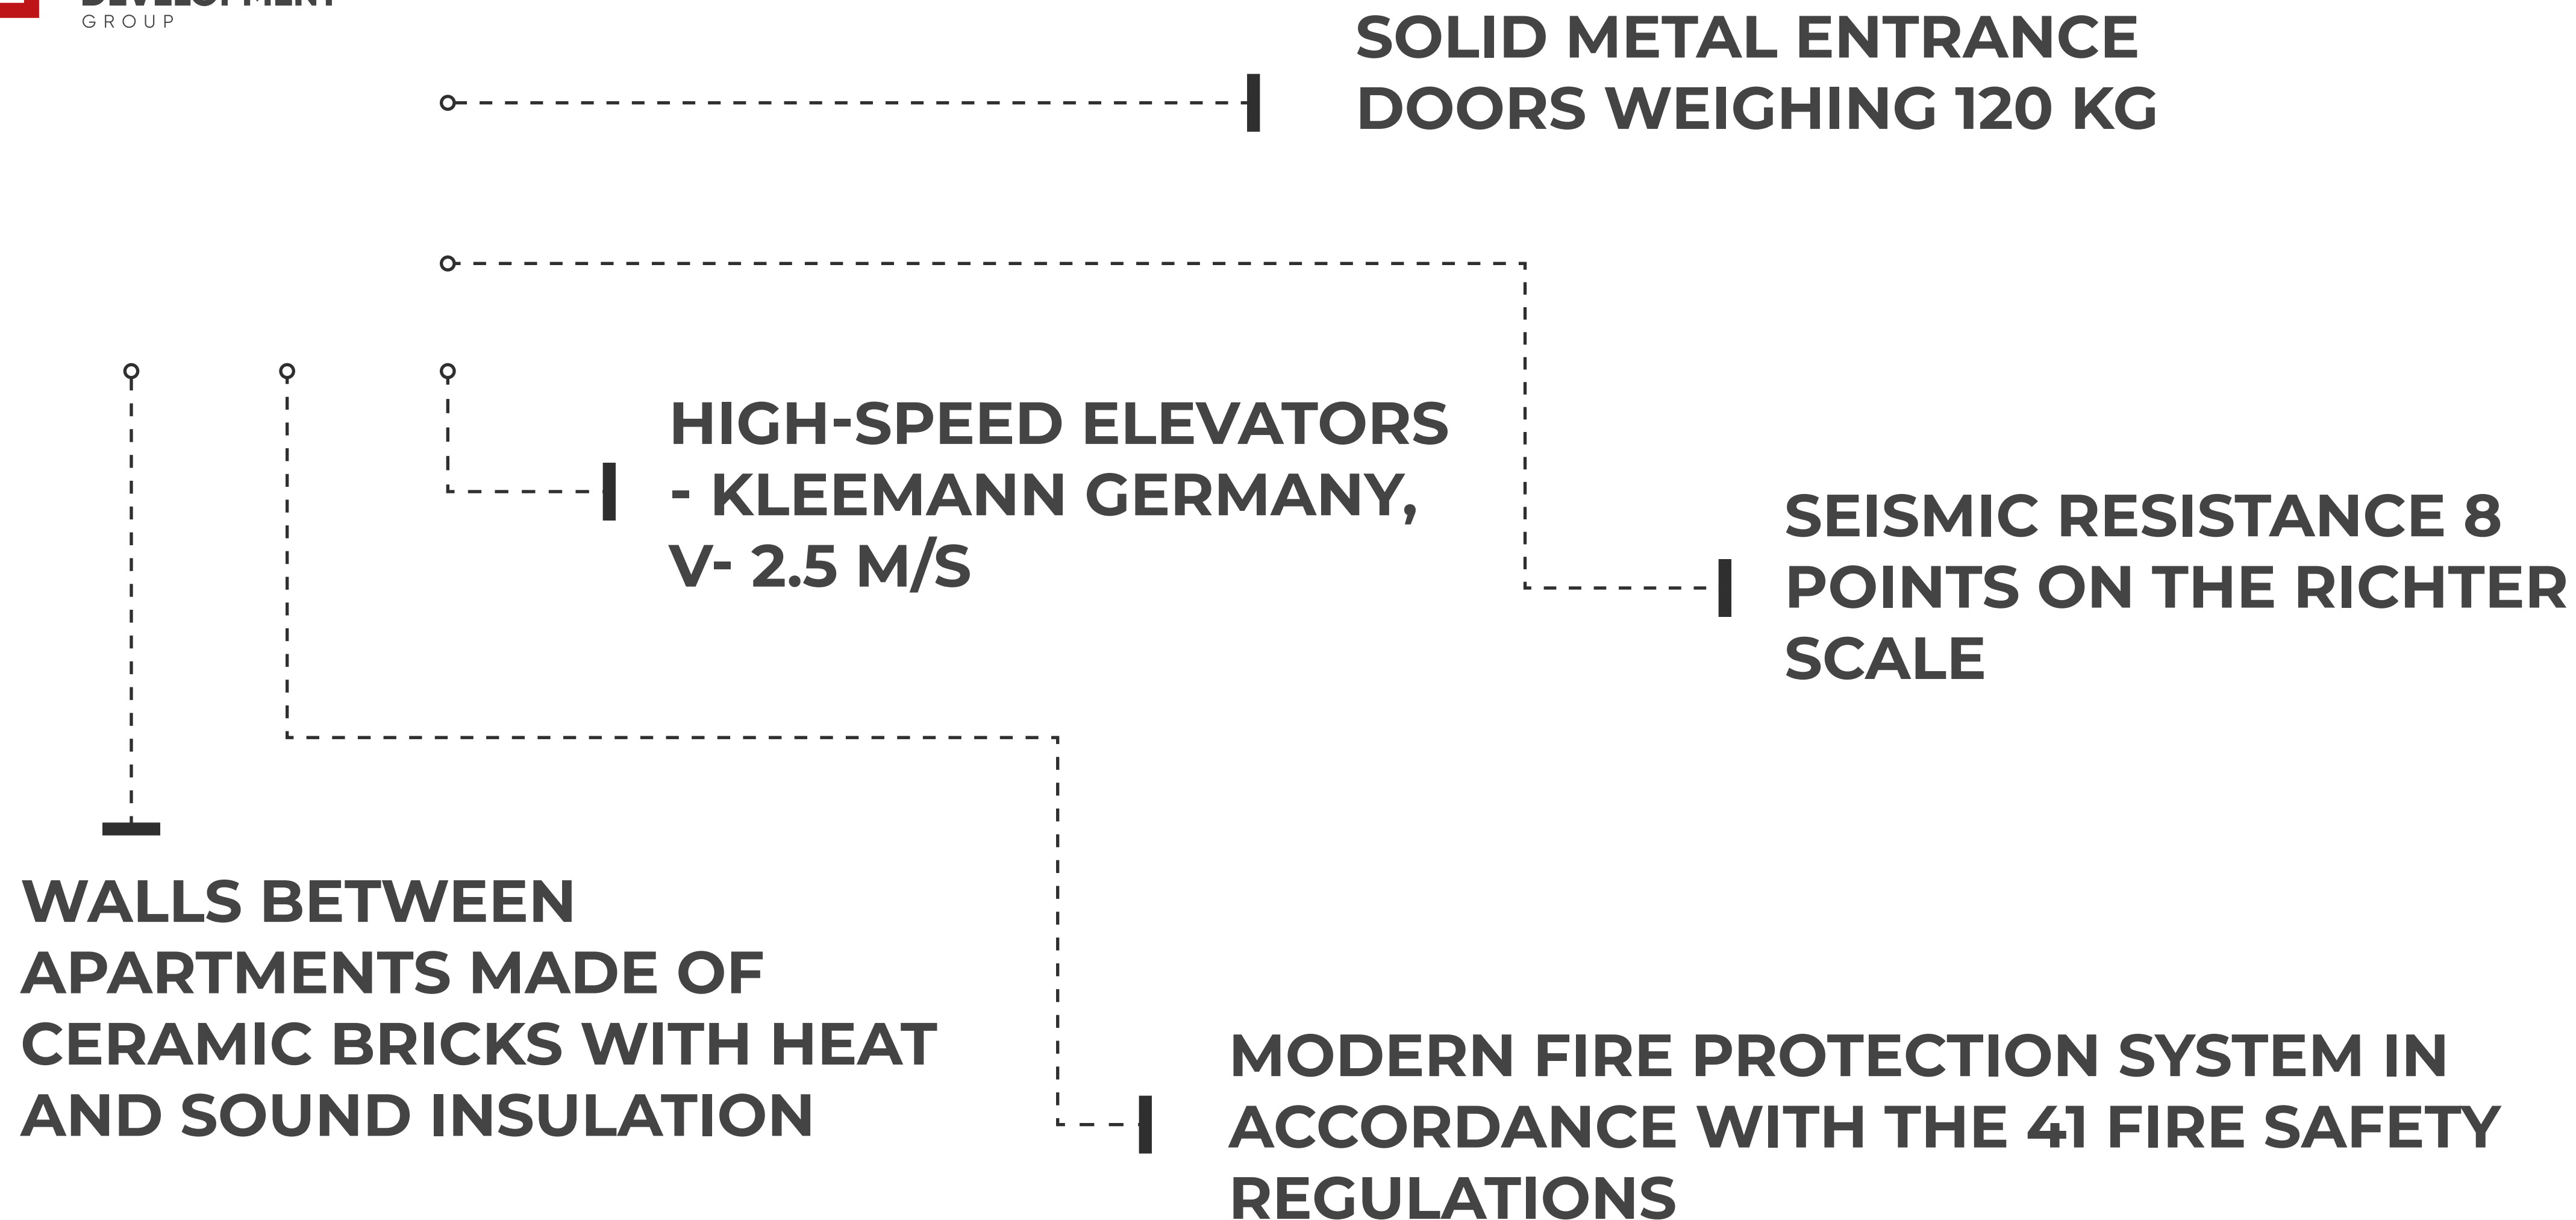 DEVELOPMENT
GROUP
SOLID METAL ENTRANCE
DOORS WEIGHING 120 KG
HIGH-SPEED ELEVATORS
- KLEEMANN GERMANY,
V- 2.5 M/S
SEISMIC RESISTANCE 8
POINTS ON THE RICHTER
SCALE
WALLS BETWEEN
APARTMENTS MADE OF
CERAMIC BRICKS WITH HEAT
AND SOUND INSULATION
MODERN FIRE PROTECTION SYSTEM IN
ACCORDANCE WITH THE 41 FIRE SAFETY
REGULATIONS